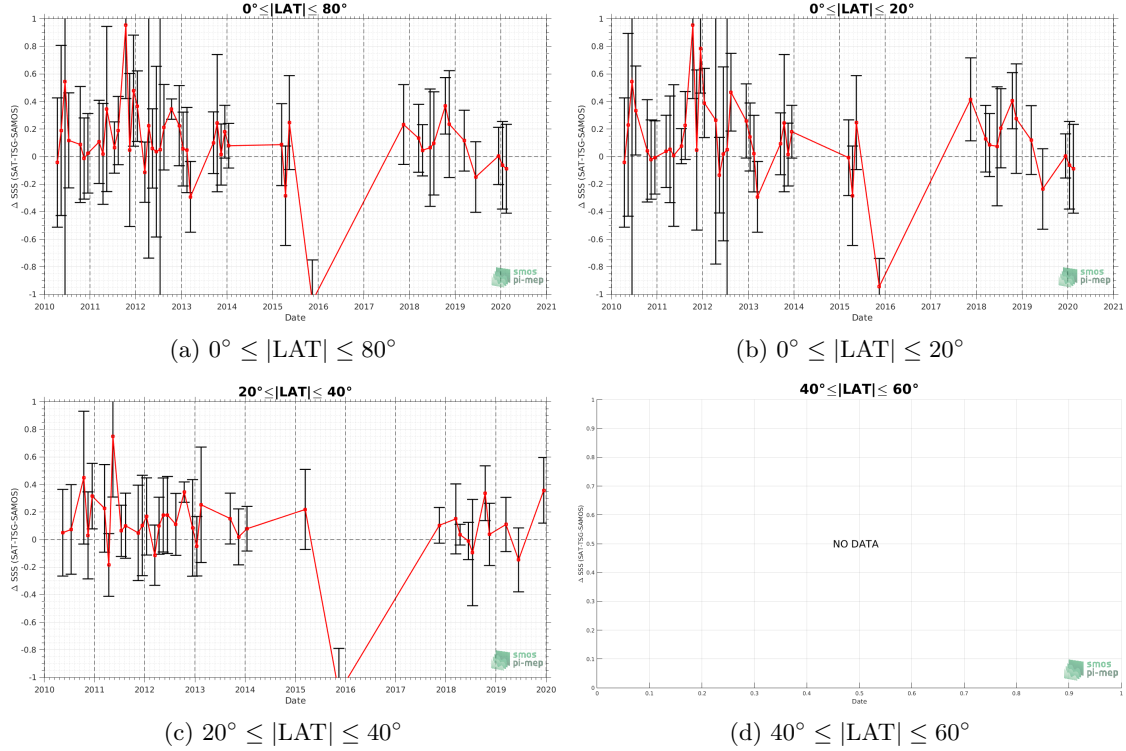 0°≤|LAT|≤ 80°
1
0.8
0.6
0.4
0.2
0
-0.2
-0.4
-0.6
-0.8
-1
Δ SSS (SAT-TSG-SAMOS)
2010 2011 2012 2013 2014 2015 2016 2017 2018 2019 2020 2021
Date
smos
pi-mep
(a) 0° ≤ |LAT| ≤ 80°
0°≤|LAT|≤ 20°
1
0.8
0.6
0.4
0.2
0
-0.2
-0.4
-0.6
-0.8
-1
Δ SSS (SAT-TSG-SAMOS)
2010 2011 2012 2013 2014 2015 2016 2017 2018 2019 2020 2021
Date
smos
pi-mep
(b) 0° ≤ |LAT| ≤ 20°
20°≤|LAT|≤ 40°
1
0.8
0.6
0.4
0.2
0
-0.2
-0.4
-0.6
-0.8
-1
Δ SSS (SAT-TSG-SAMOS)
2010 2011 2012 2013 2014 2015 2016 2017 2018 2019 2020
Date
smos
pi-mep
(c) 20° ≤ |LAT| ≤ 40°
40°≤|LAT|≤ 60°
1
0.9
0.8
0.7
0.6
0.5
0.4
0.3
0.2
0.1
0
Δ SSS (SAT-TSG-SAMOS)
NO DATA
0 0.1 0.2 0.3 0.4 0.5 0.6 0.7 0.8 0.9 1
Date
smos
pi-mep
(d) 40° ≤ |LAT| ≤ 60°